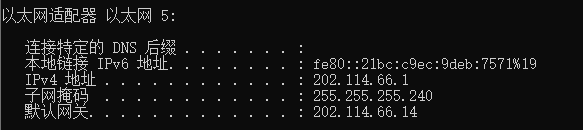 以太网适配器 以太网 5:
连接特定的 DNS 后缀 . . . . . . . :
本地链接 IPv6 地址. . . . . . . . : fe80::21bc:c9ec:9deb:7571%19
IPv4 地址 . . . . . . . . . . . . : 202.114.66.1
子网掩码 . . . . . . . . . . . . : 255.255.255.240
默认网关. . . . . . . . . . . . . : 202.114.66.14